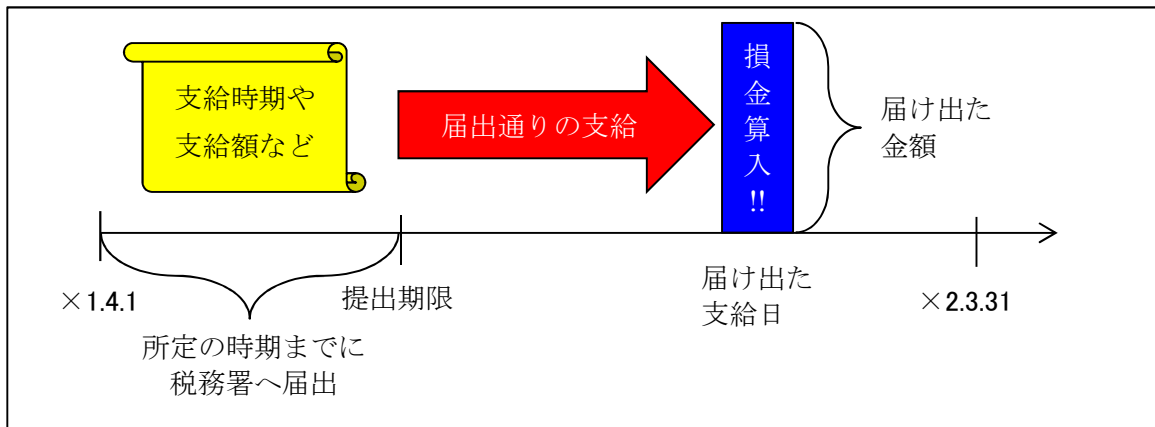 支給時期や
支給額など
届出通りの支給
損金算入!!
届け出た
金額
×1.4.1
提出期限
届け出た
支給日
×2.3.31
所定の時期までに
税務署へ届出